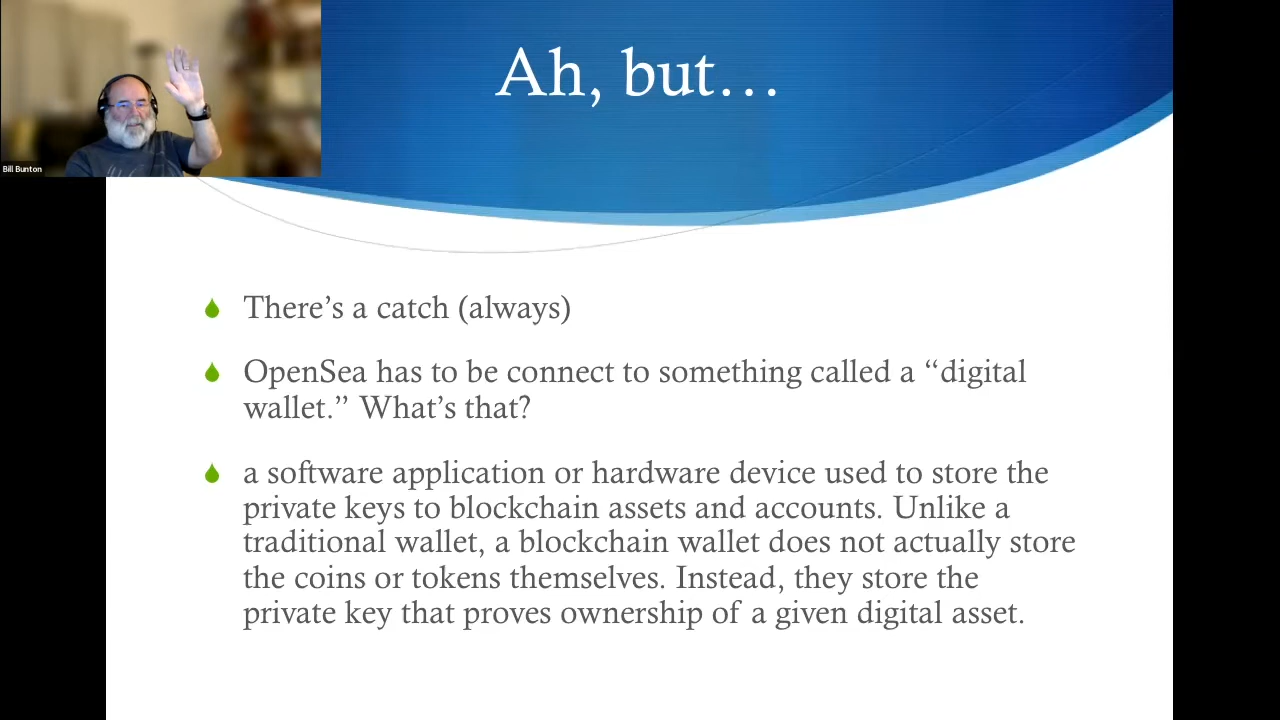 Ah, but…
Bill Bunton
There’s a catch (always)
OpenSea has to be connect to something called a “digital
wallet.” What’s that?
a software application or hardware device used to store the
private keys to blockchain assets and accounts. Unlike a
traditional wallet, a blockchain wallet does not actually store
the coins or tokens themselves. Instead, they store the
private key that proves ownership of a given digital asset.